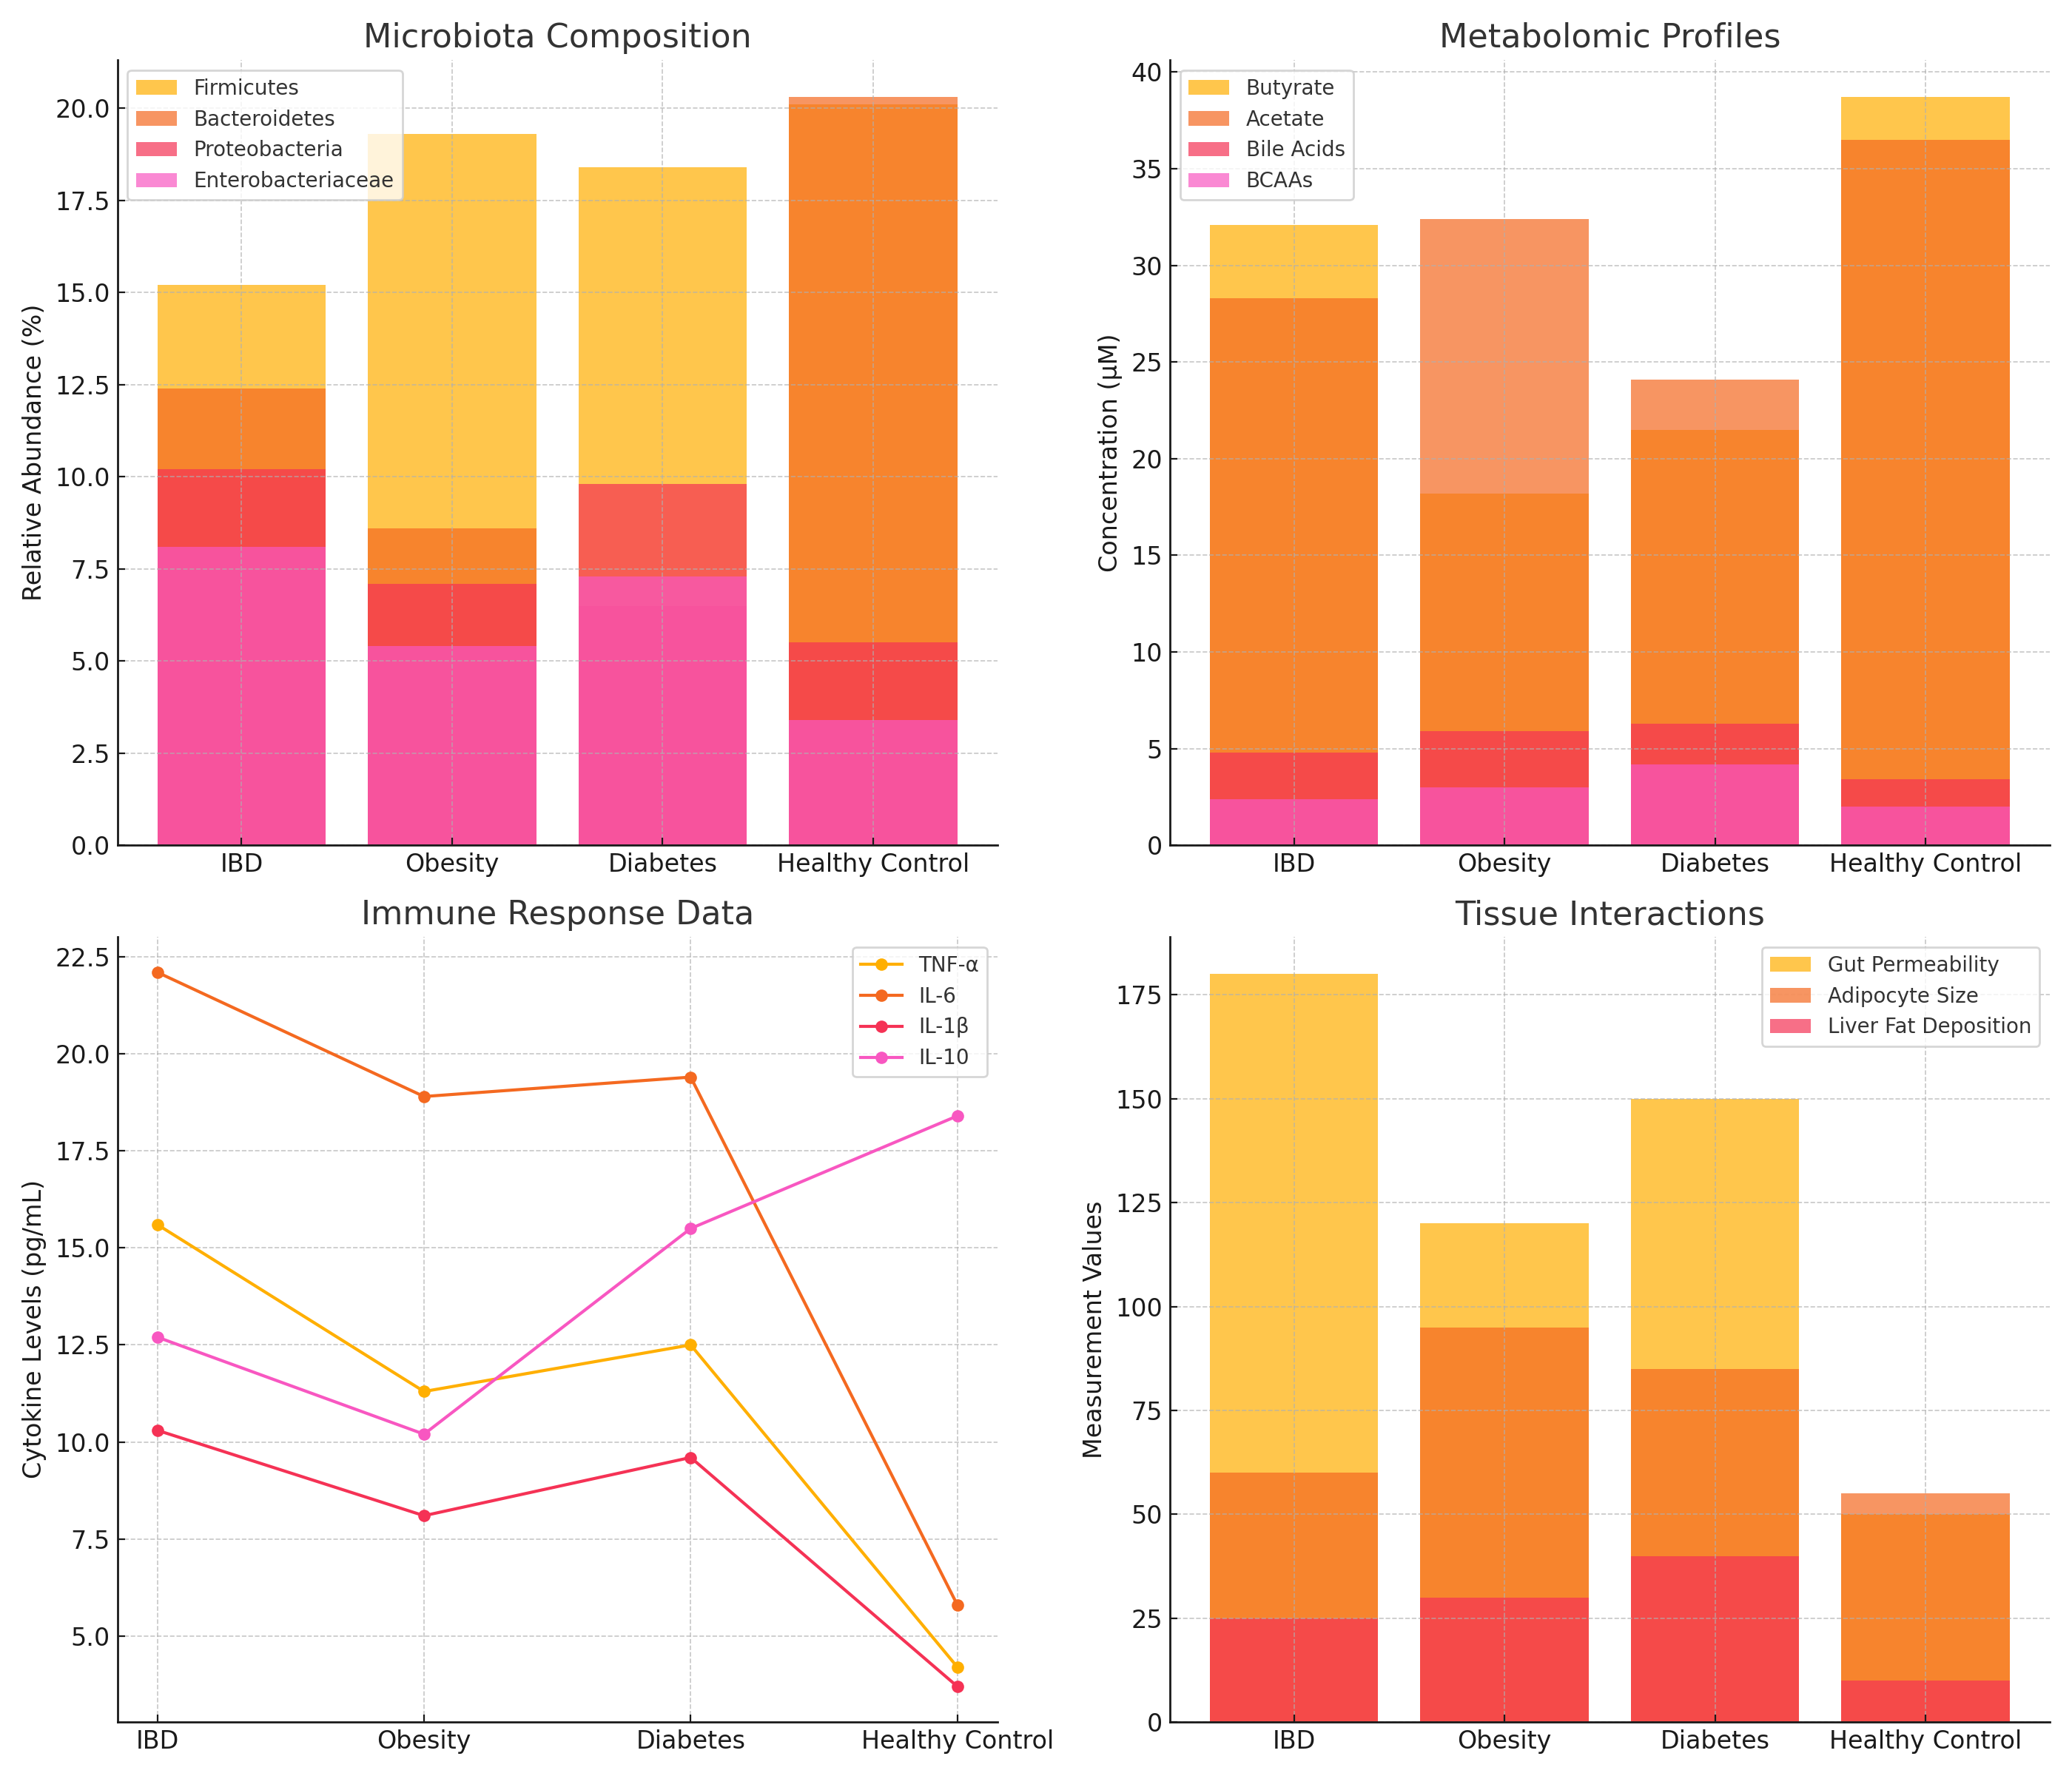 Microbiota Composition
Firmicutes
Bacteroidetes
Proteobacteria
Enterobacteriaceae
Relative Abundance (%)
20.0
17.5
15.0
12.5
10.0
7.5
5.0
2.5
0.0
IBD
Obesity
Diabetes
Healthy Control
Metabolomic Profiles
Butyrate
Acetate
Bile Acids
BCAAs
Concentration (μM)
40
35
30
25
20
15
10
5
0
IBD
Obesity
Diabetes
Healthy Control
Immune Response Data
TNF-α
IL-6
IL-1β
IL-10
Cytokine Levels (pg/mL)
22.5
20.0
17.5
15.0
12.5
10.0
7.5
5.0
IBD
Obesity
Diabetes
Healthy Control
Tissue Interactions
Gut Permeability
Adipocyte Size
Liver Fat Deposition
Measurement Values
175
150
125
100
75
50
25
0
IBD
Obesity
Diabetes
Healthy Control